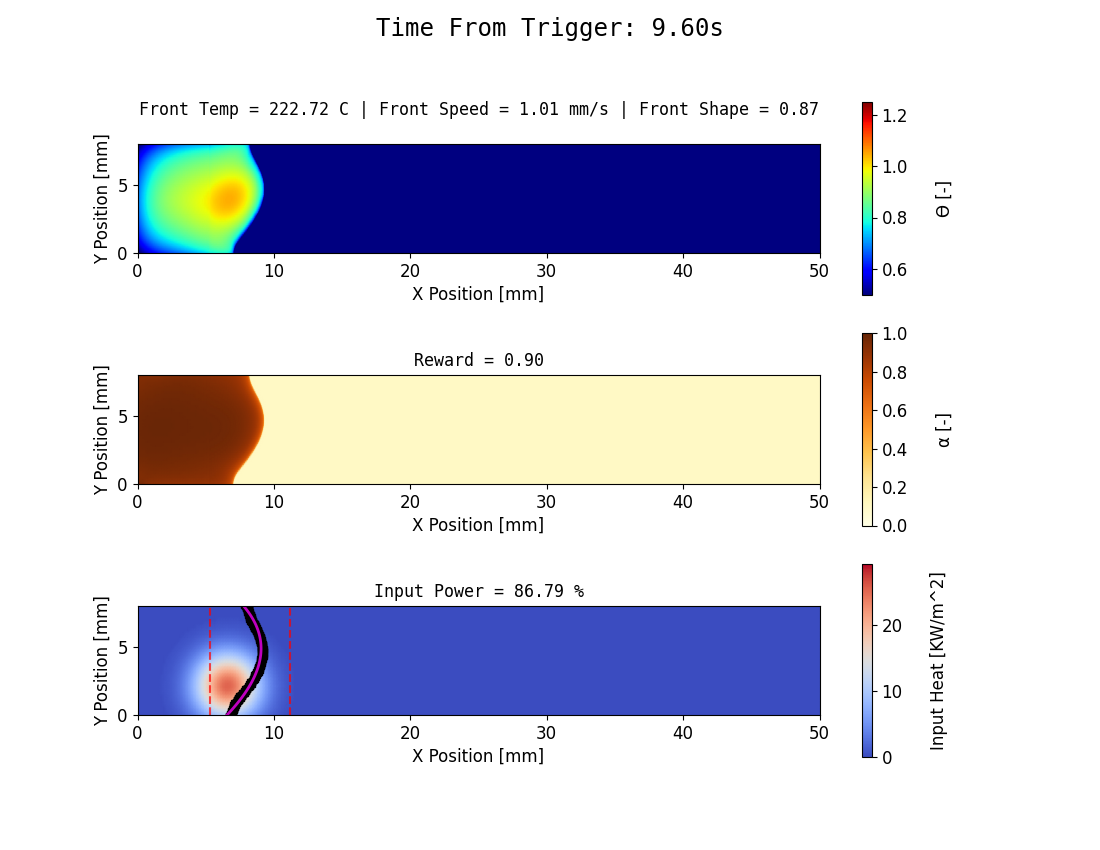 Time From Trigger: 9.60s
Front Temp = 222.72 C | Front Speed = 1.01 mm/s | Front Shape = 0.87
Y Position [mm]
5
0
0 10 20 30 40 50
X Position [mm]
1.2
1.0
0.8
0.6
Θ [-]
Reward = 0.90
Y Position [mm]
5
0
0 10 20 30 40 50
X Position [mm]
1.0
0.8
0.6
0.4
0.2
0.0
α [-]
Input Power = 86.79 %
Y Position [mm]
5
0
0 10 20 30 40 50
X Position [mm]
20
10
0
Input Heat [KW/m^2]